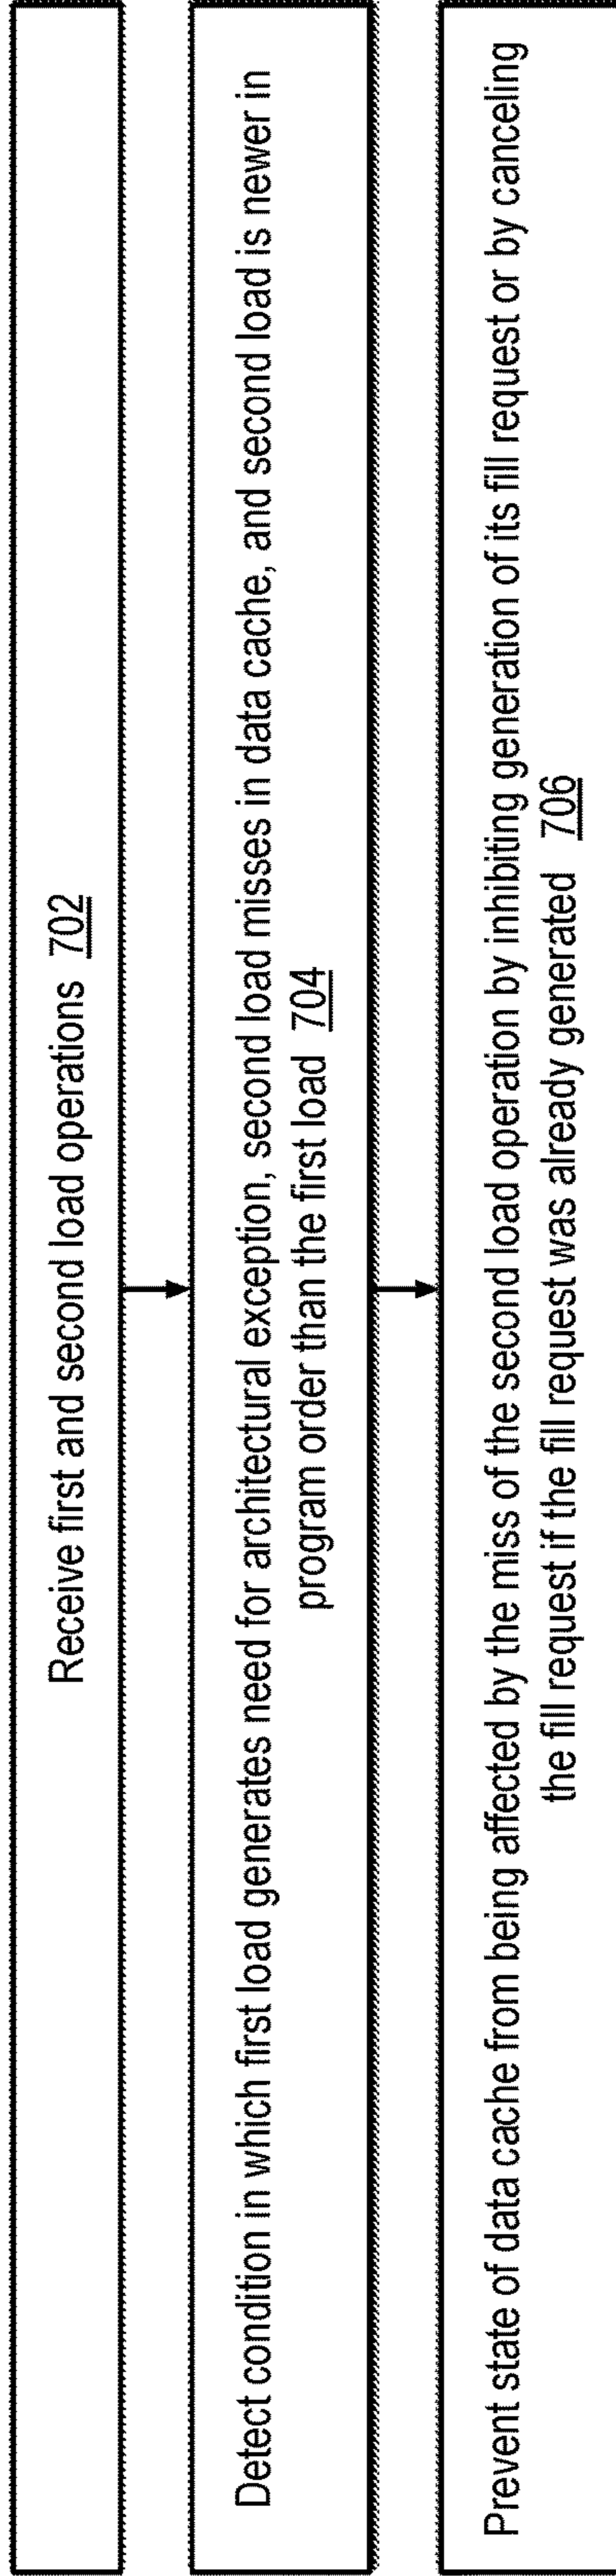 Receive first and second load operations 702
Detect condition in which first load generates need for architectural exception, second load misses in data cache, and second load is newer in
program order than the first load 704
Prevent state of data cache from being affected by the miss of the second load operation by inhibiting generation of its fill request or by canceling
the fill request if the fill request was already generated 706